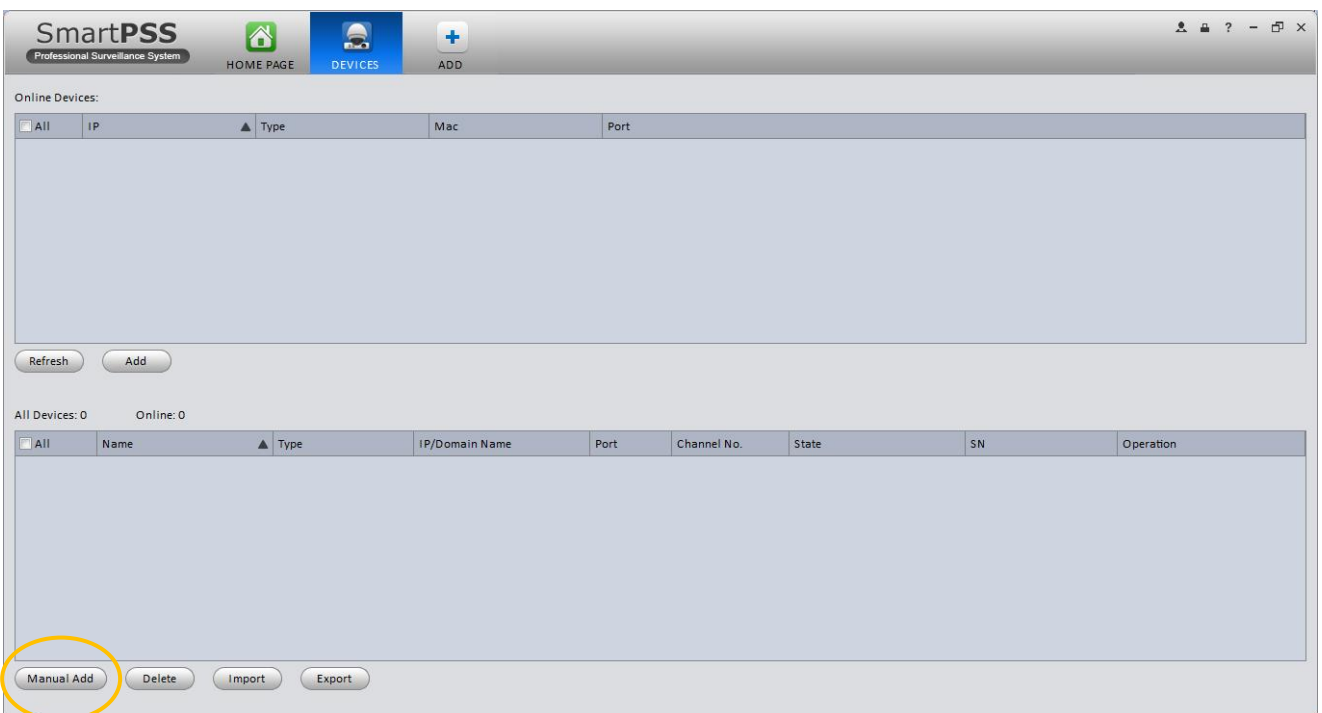 SmartPSS
Professional Surveillance System
HOME PAGE DEVICES ADD
?
Online Devices:
All IP Type Mac Port
Refresh Add
All Devices: 0 Online: 0
All Name Type IP/Domain Name Port Channel No. State SN Operation
Manual Add Delete Import Export